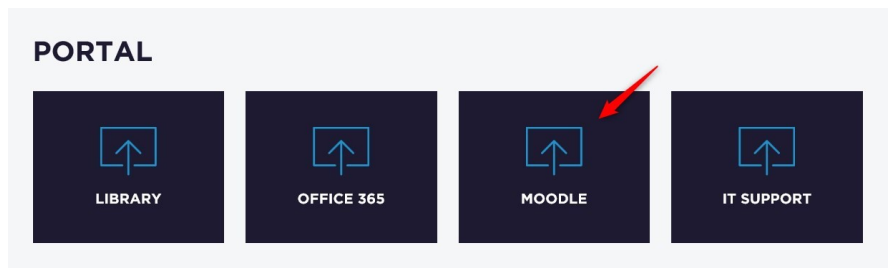 PORTAL
LIBRARY
OFFICE 365
MOODLE
IT SUPPORT